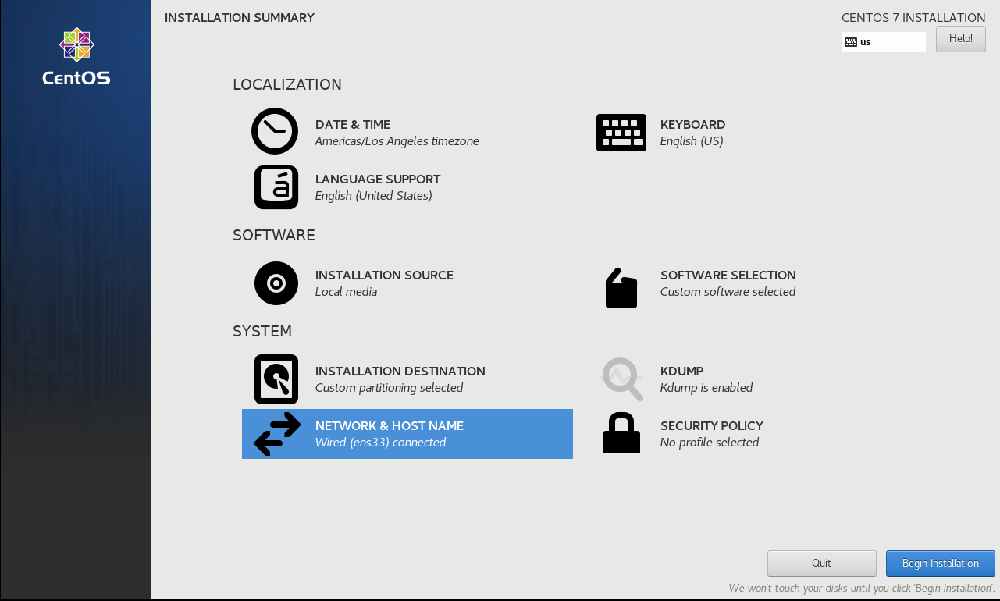 INSTALLATION SUMMARY
CENTOS 7 INSTALLATION
us
Help!
CentOS
LOCALIZATION
DATE & TIME
Americas/Los Angeles timezone
KEYBOARD
English (US)
á
LANGUAGE SUPPORT
English (United States)
SOFTWARE
INSTALLATION SOURCE
Local media
SOFTWARE SELECTION
Custom software selected
SYSTEM
INSTALLATION DESTINATION
Custom partitioning selected
KDUMP
Kdump is enabled
NETWORK & HOST NAME
Wired (ens33) connected
SECURITY POLICY
No profile selected
Quit
Begin Installation
We won't touch your disks until you click 'Begin Installation'.